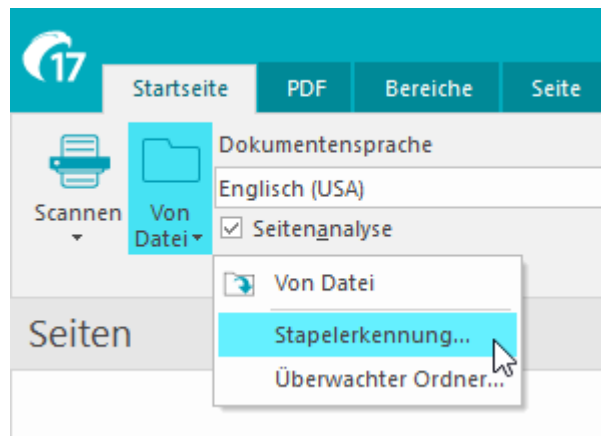 17
Startseite
PDF
Bereiche
Seite
Scannen
Von
Datei
Dokumentensprache
Englisch (USA)
Seitenanalyse
Von Datei
Stapelerkennung...
Überwachter Ordner...
Seiten